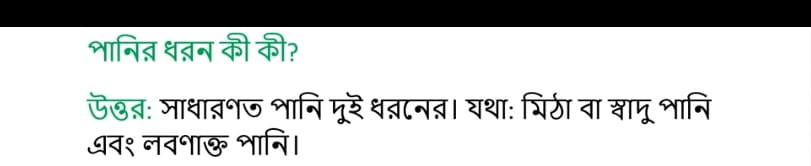 পানির ধরন কী কী?
উত্তর: সাধারণত পানি দুই ধরনের। যথা: মিঠা বা স্বাদু পানি
এবং লবণাক্ত পানি।